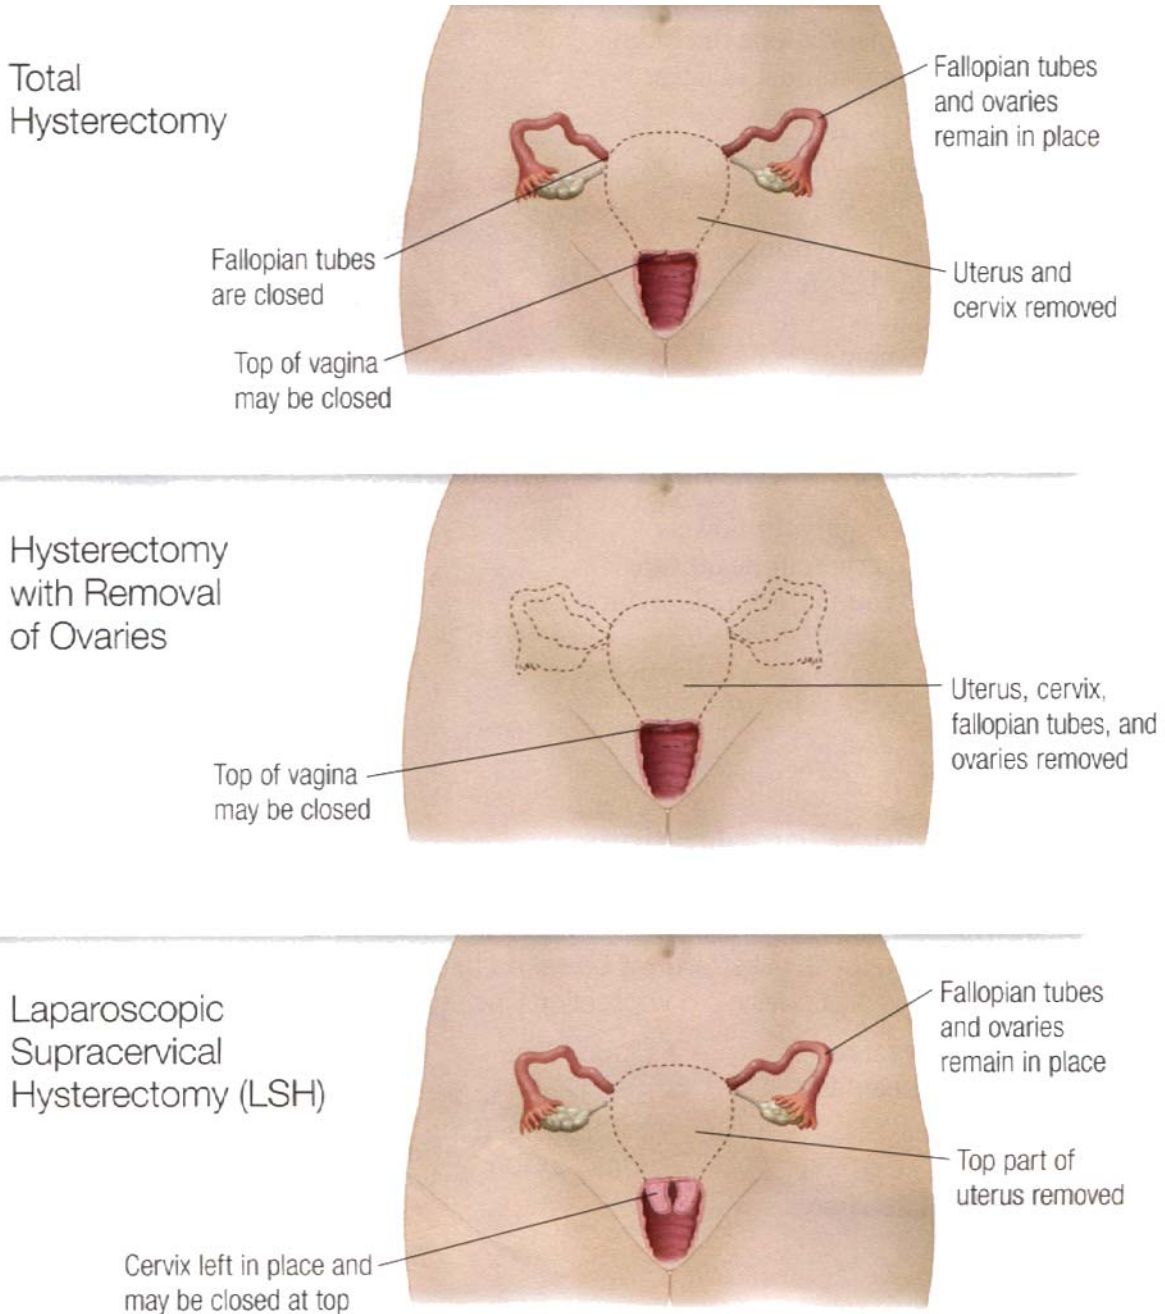 Total
Hysterectomy
Fallopian tubes
and ovaries
remain in place
Fallopian tubes
are closed
Uterus and
cervix removed
Top of vagina
may be closed
Hysterectomy
with Removal
of Ovaries
Uterus, cervix,
fallopian tubes, and
ovaries removed
Top of vagina
may be closed
Laparoscopic
Supracervical
Hysterectomy (LSH)
Fallopian tubes
and ovaries
remain in place
Top part of
uterus removed
Cervix left in place and
may be closed at top